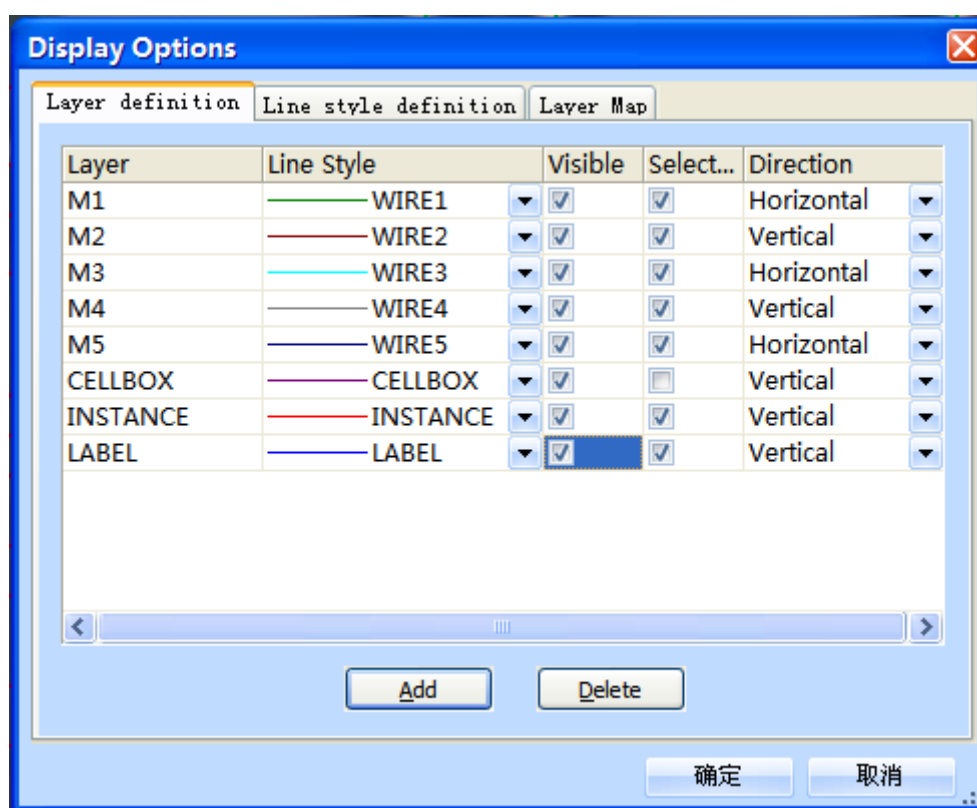 Display Options
Layer definition Line style definition Layer Map
Layer Line Style Visible Select... Direction
M1 WIRE1 Horizontal
M2 WIRE2 Vertical
M3 WIRE3 Horizontal
M4 WIRE4 Vertical
M5 WIRE5 Horizontal
CELLBOX CELLBOX Vertical
INSTANCE INSTANCE Vertical
LABEL LABEL Vertical
Add Delete
确定 取消